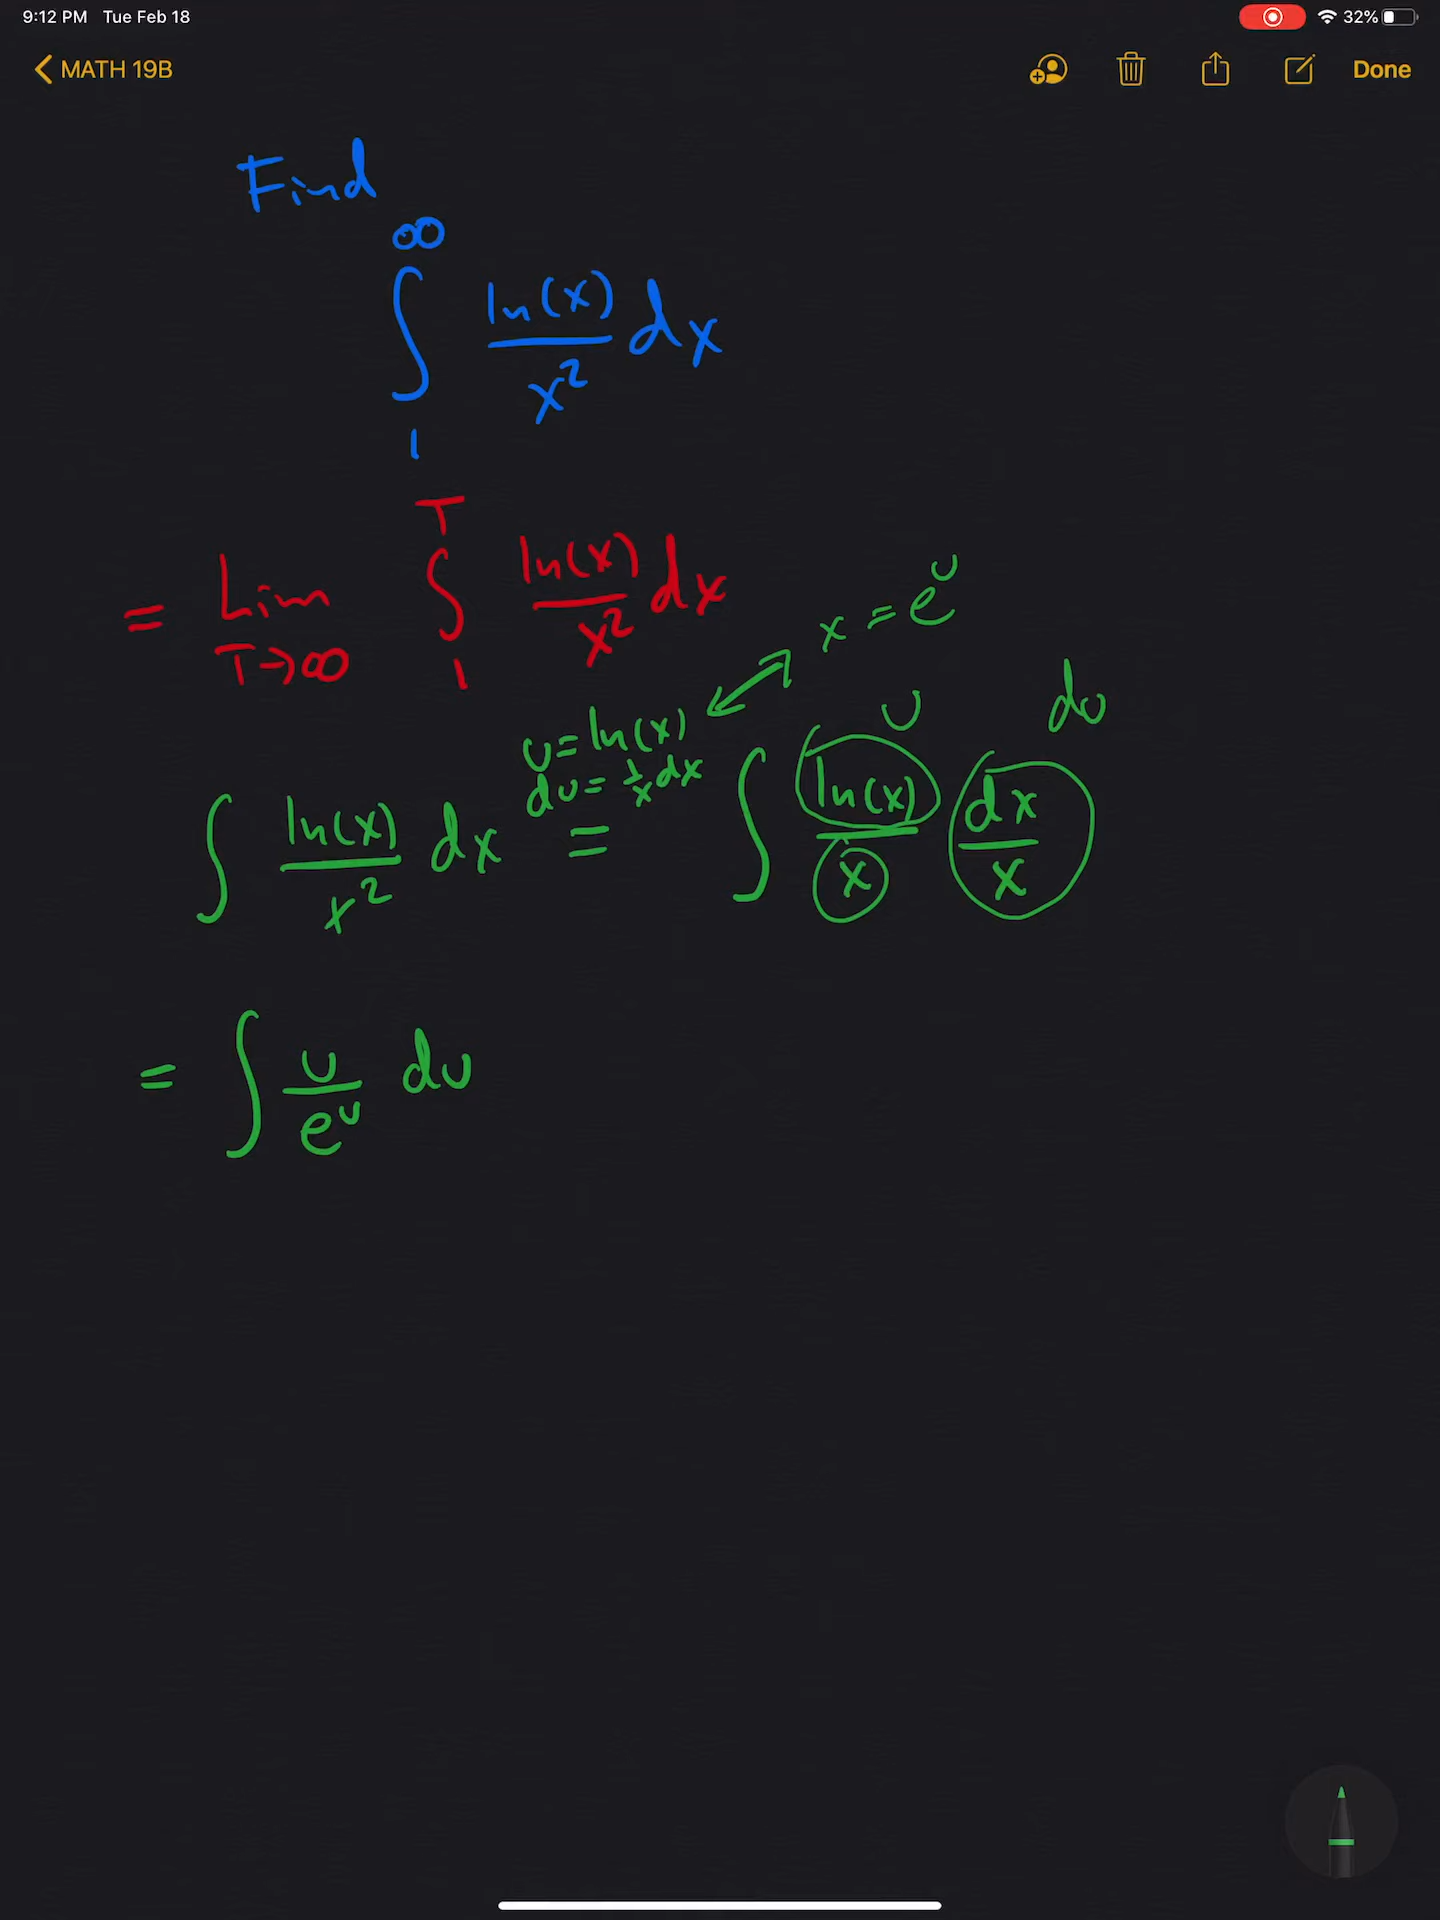 9:12 PM Tue Feb 18 32%
MATH 19B Done
Find
∫₁^∞ ln(x)/x² dx
= Lim T→∞ ∫₁^T ln(x)/x² dx
x = e^u
u = ln(x)
du = 1/x dx
u du
∫ ln(x)/x² dx = ∫ ln(x)/x dx/x
= ∫ u/e^u du